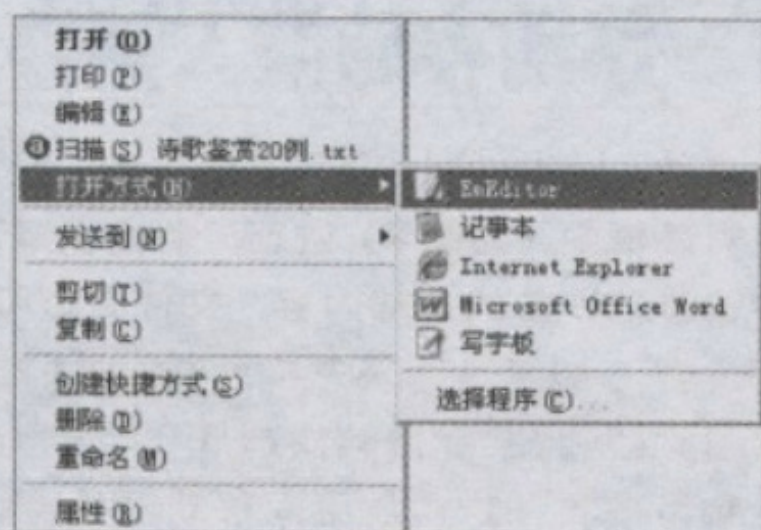 打开(O)
打印(P)
编辑(E)
扫描(S) 诗歌鉴赏20例.txt
打开方式(H)
发送到(N)
剪切(T)
复制(C)
创建快捷方式(S)
删除(D)
重命名(M)
属性(R)
EmEditor
记事本
Internet Explorer
Microsoft Office Word
写字板
选择程序(C)...